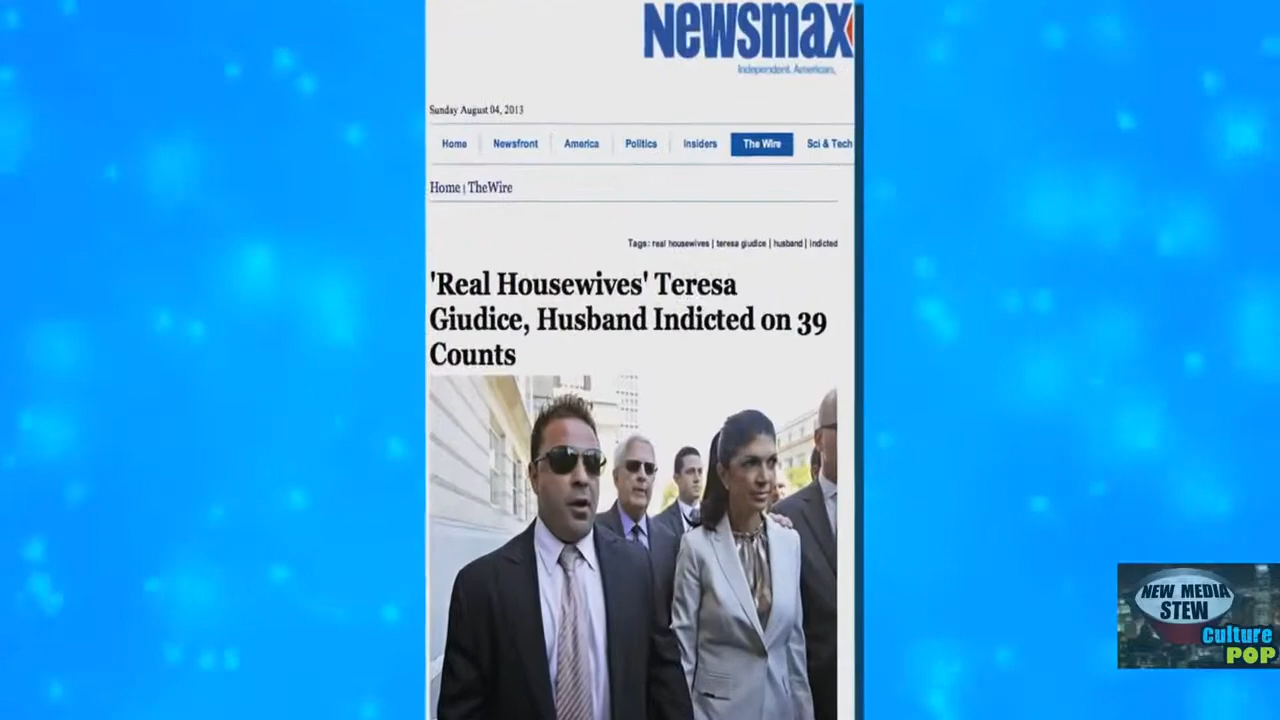 Newsmax
Independent. American.
Sunday August 04, 2013
Home Newsfront America Politics Insiders The Wire Sci & Tech
Home | TheWire
Tags: real housewives | teresa giudice | husband | indicted
'Real Housewives' Teresa
Giudice, Husband Indicted on 39
Counts
NEW MEDIA
STEW
Culture
POP